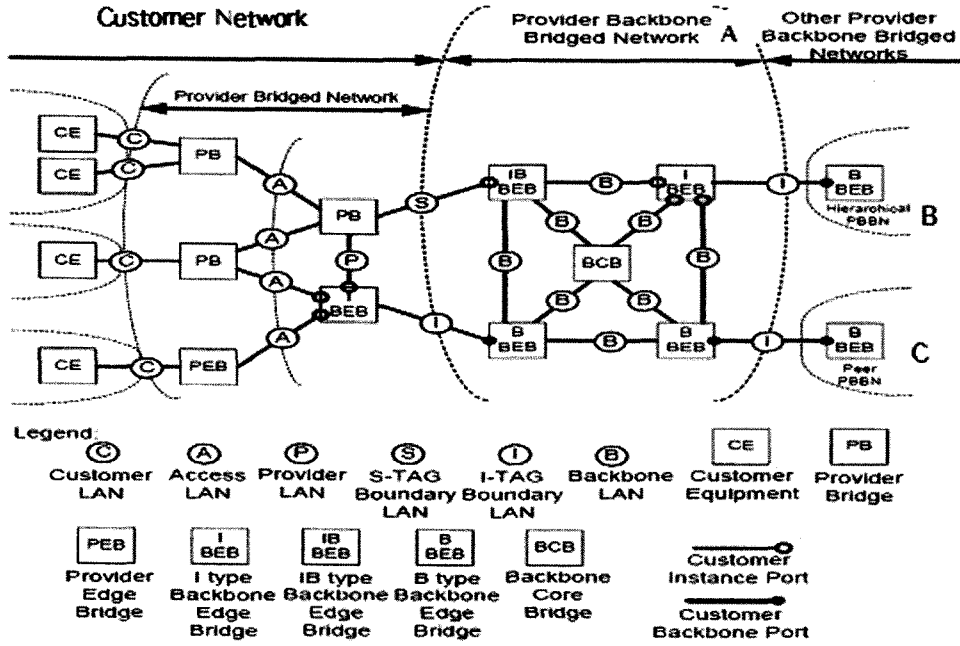 Customer Network
Provider Backbone
Bridged Network
A
Other Provider
Backbone Bridged
Networks
Provider Bridged Network
CE
C
PB
CE
C
A
PB
S
IB
BEB
B
I
BEB
I
B
BEB
Hierarchical
PBBN
B
B
B
CE
C
PB
A
P
B
BCB
B
A
BEB
B
B
A
I
B
BEB
B
B
BEB
I
B
BEB
Peer
PBBN
C
CE
C
PEB
Legend:
C
Customer
LAN
A
Access
LAN
P
Provider
LAN
S
S-TAG
Boundary
LAN
I
I-TAG
Boundary
LAN
B
Backbone
LAN
CE
Customer
Equipment
PB
Provider
Bridge
PEB
Provider
Edge
Bridge
I
BEB
I type
Backbone
Edge
Bridge
IB
BEB
IB type
Backbone
Edge
Bridge
B
BEB
B type
Backbone
Edge
Bridge
BCB
Backbone
Core
Bridge
Customer
Instance Port
Customer
Backbone Port